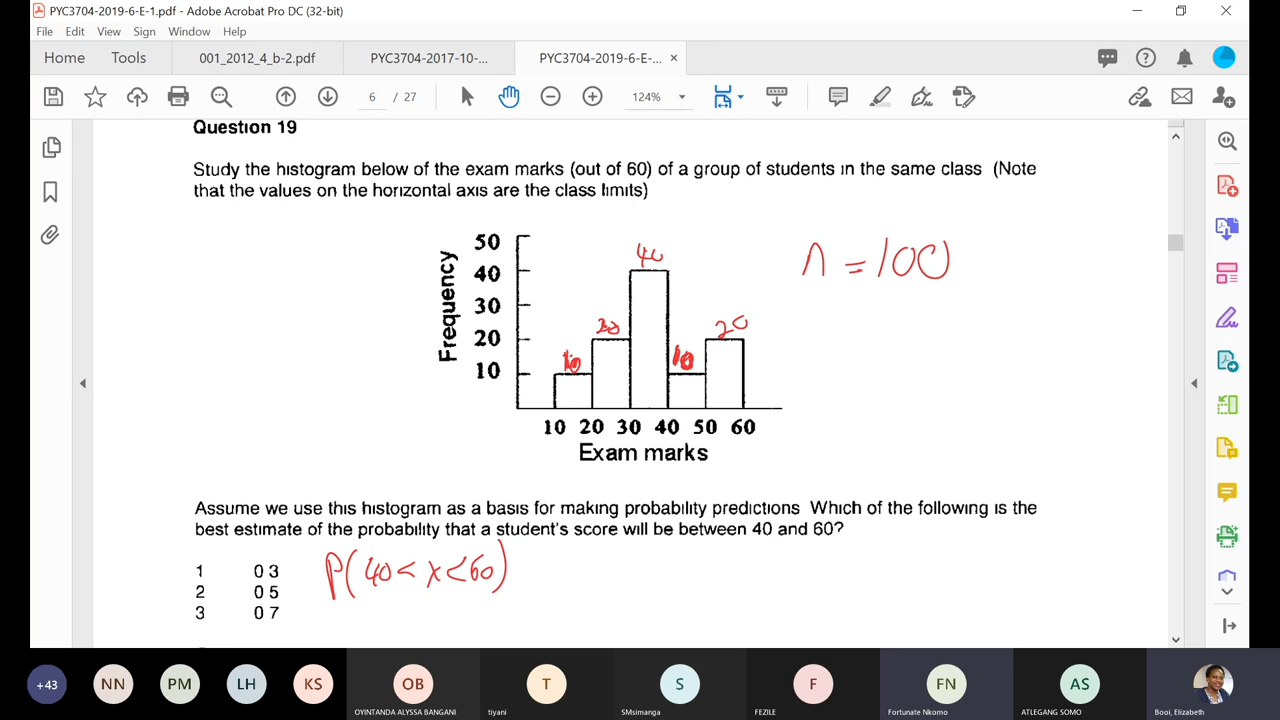 PYC3704-2019-6-E-1.pdf - Adobe Acrobat Pro DC (32-bit)
File Edit View Sign Window Help
Home Tools 001_2012_4_b-2.pdf PYC3704-2017-10-... PYC3704-2019-6-E-... ×
6 / 27 124%
Question 19
Study the histogram below of the exam marks (out of 60) of a group of students in the same class (Note
that the values on the horizontal axis are the class limits)
Frequency
50
40
30
20
10
10 20 40 10 20
n = 100
10 20 30 40 50 60
Exam marks
Assume we use this histogram as a basis for making probability predictions Which of the following is the
best estimate of the probability that a student's score will be between 40 and 60?
1 0 3
2 0 5
3 0 7
P(40 < x < 60)
+43 NN PM LH KS OB T S F FN AS
OYINTANDA ALYSSA BANGANI tiyani SMsimanga FEZILE Fortunate Nkomo ATLEGANG SOMO Booi, Elizabeth